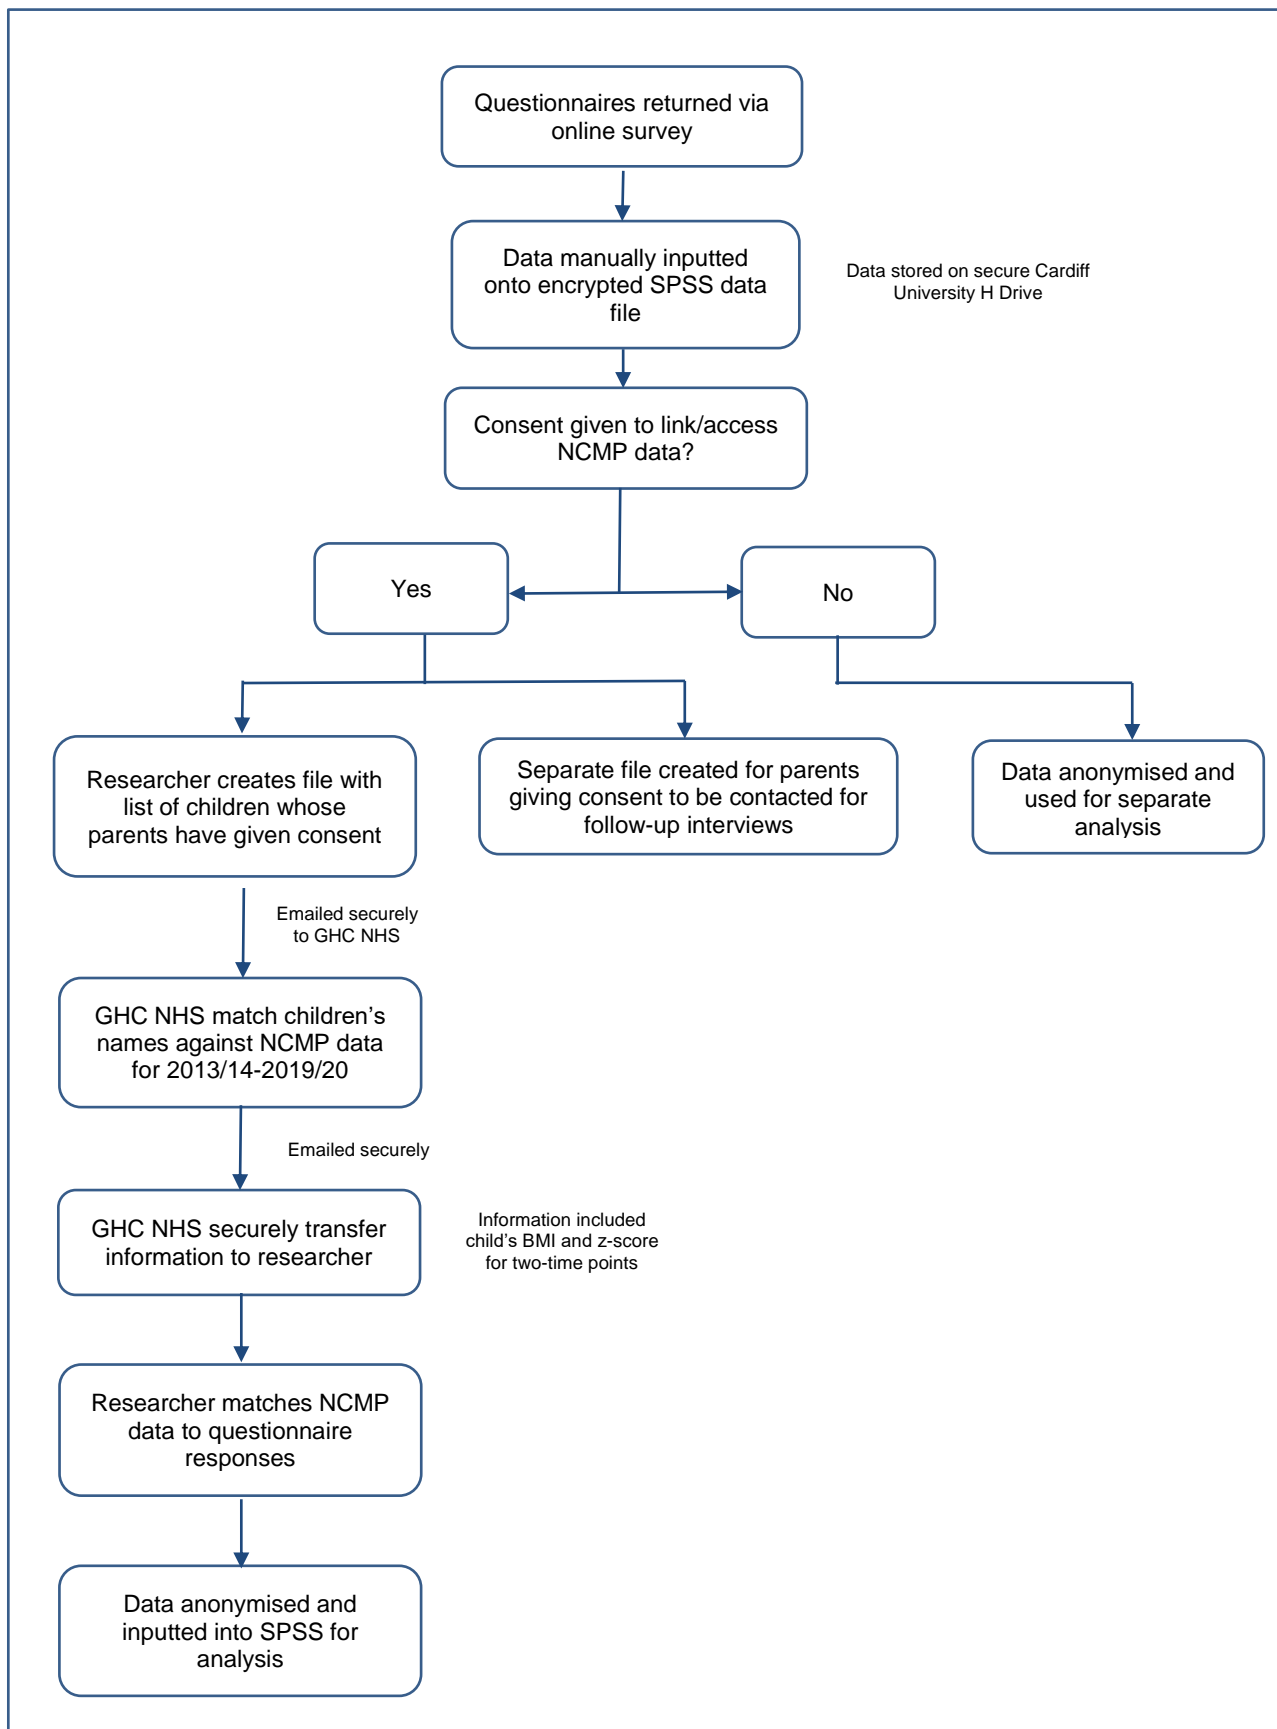 Questionnaires returned via
online survey
Data manually inputted
onto encrypted SPSS data
file
Data stored on secure Cardiff
University H Drive
Consent given to link/access
NCMP data?
Yes
No
Researcher creates file with
list of children whose
parents have given consent
Separate file created for parents
giving consent to be contacted for
follow-up interviews
Data anonymised and
used for separate
analysis
Emailed securely
to GHC NHS
GHC NHS match children’s
names against NCMP data
for 2013/14-2019/20
Emailed securely
GHC NHS securely transfer
information to researcher
Information included
child’s BMI and z-score
for two-time points
Researcher matches NCMP
data to questionnaire
responses
Data anonymised and
inputted into SPSS for
analysis